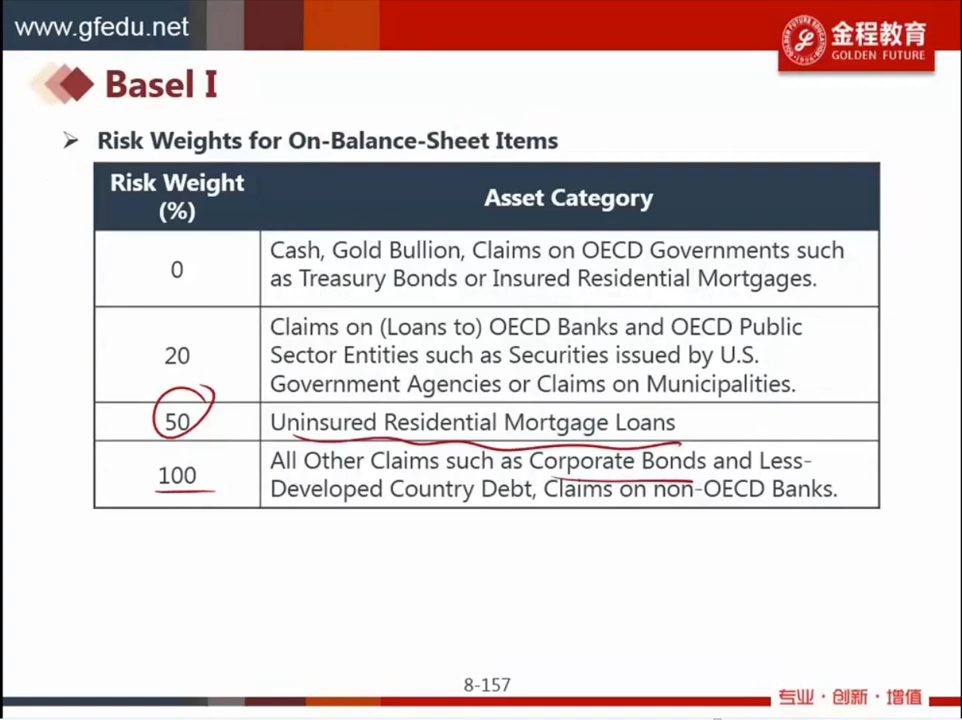 www.gfedu.net
金程教育
GOLDEN FUTURE
Basel I
Risk Weights for On-Balance-Sheet Items
Risk Weight (%)
Asset Category
0
Cash, Gold Bullion, Claims on OECD Governments such
as Treasury Bonds or Insured Residential Mortgages.
20
Claims on (Loans to) OECD Banks and OECD Public
Sector Entities such as Securities issued by U.S.
Government Agencies or Claims on Municipalities.
50
Uninsured Residential Mortgage Loans
100
All Other Claims such as Corporate Bonds and Less-
Developed Country Debt, Claims on non-OECD Banks.
8-157
专业·创新·增值